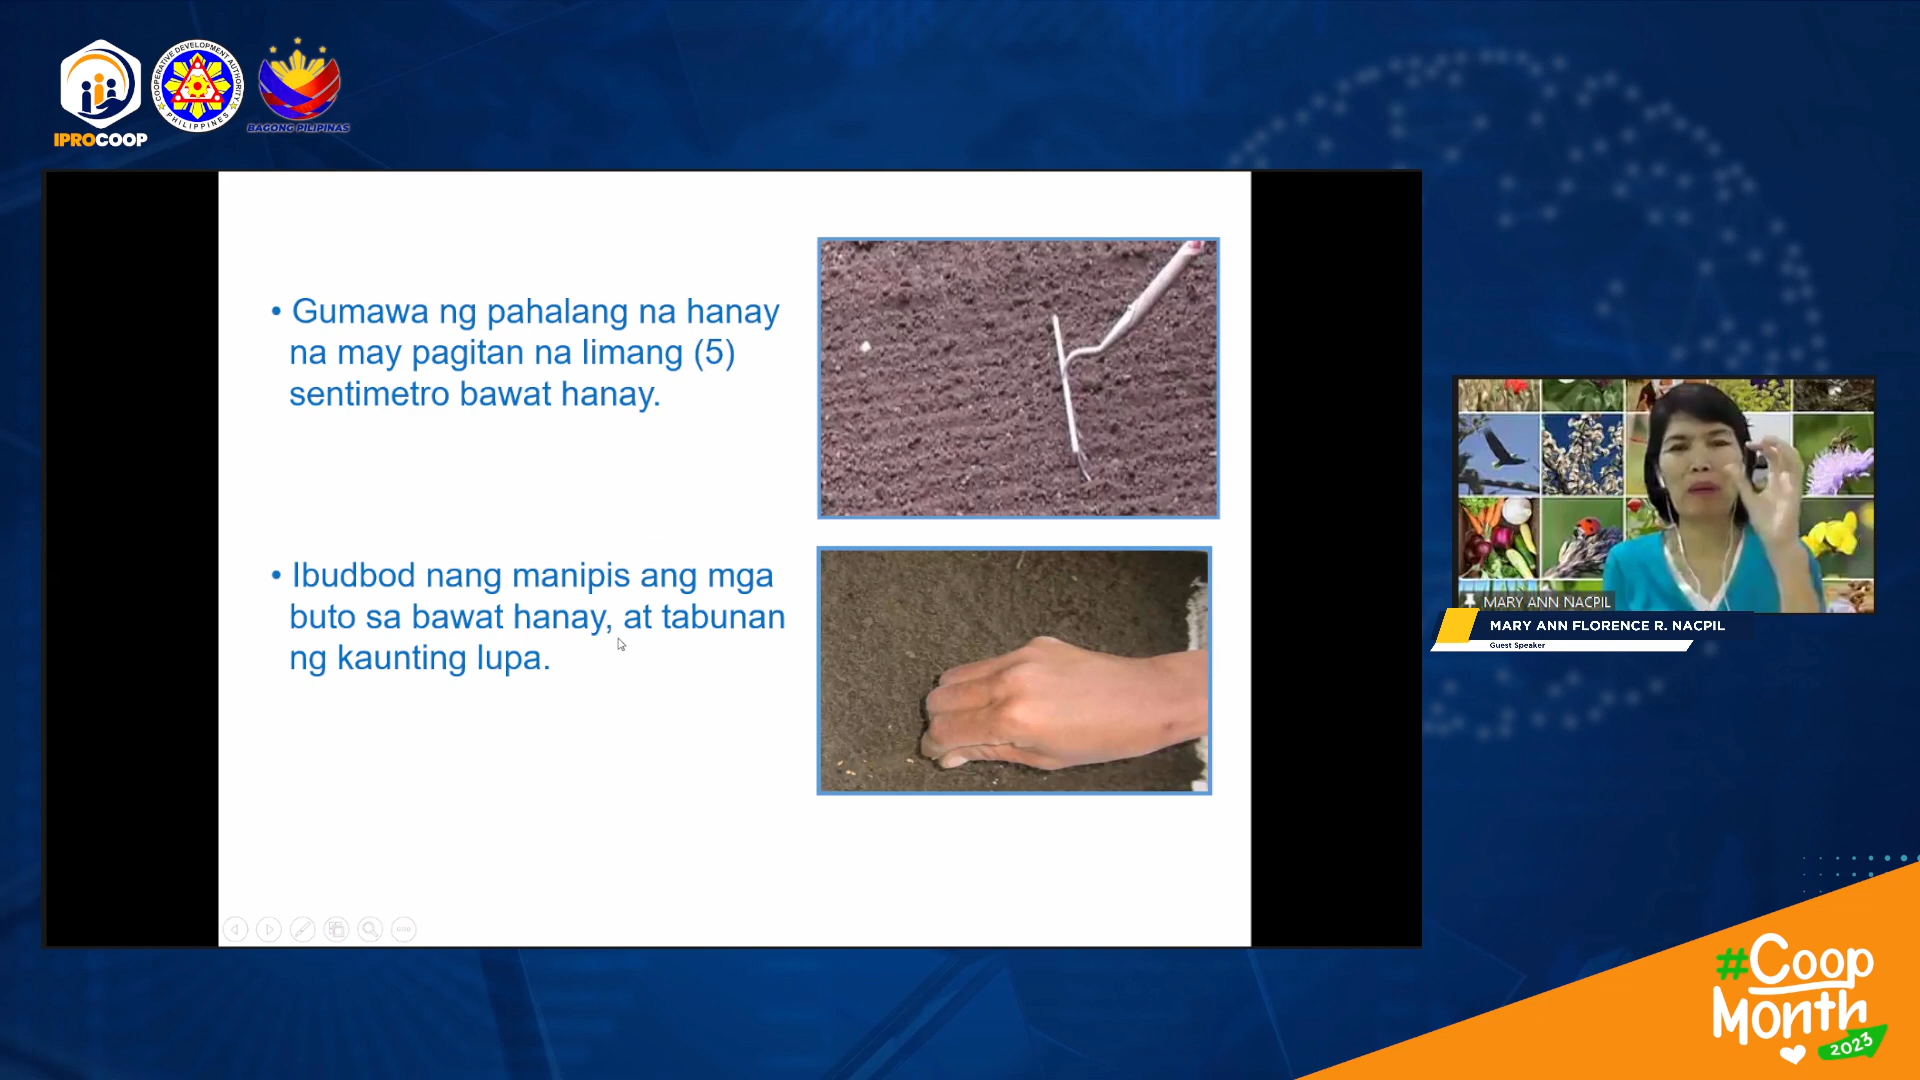 IPROCOOP
COOPERATIVE DEVELOPMENT AUTHORITY
PHILIPPINES
BAGONG PILIPINAS
• Gumawa ng pahalang na hanay
na may pagitan na limang (5)
sentimetro bawat hanay.
• Ibudbod nang manipis ang mga
buto sa bawat hanay, at tabunan
ng kaunting lupa.
MARY ANN NACPIL
MARY ANN FLORENCE R. NACPIL
Guest Speaker
#Coop
Month
2023